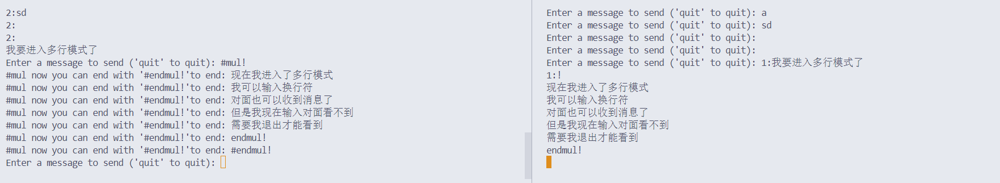 2:sd
2:
2:
我要进入多行模式了
Enter a message to send ('quit' to quit): #mul!
#mul now you can end with '#endmul!'to end: 现在我进入了多行模式
#mul now you can end with '#endmul!'to end: 我可以输入换行符
#mul now you can end with '#endmul!'to end: 对面也可以收到消息了
#mul now you can end with '#endmul!'to end: 但是我现在输入对面看不到
#mul now you can end with '#endmul!'to end: 需要我退出才能看到
#mul now you can end with '#endmul!'to end: endmul!
#mul now you can end with '#endmul!'to end: #endmul!
Enter a message to send ('quit' to quit):
Enter a message to send ('quit' to quit): a
Enter a message to send ('quit' to quit): sd
Enter a message to send ('quit' to quit):
Enter a message to send ('quit' to quit):
Enter a message to send ('quit' to quit): 1:我要进入多行模式了
1:!
现在我进入了多行模式
我可以输入换行符
对面也可以收到消息了
但是我现在输入对面看不到
需要我退出才能看到
endmul!